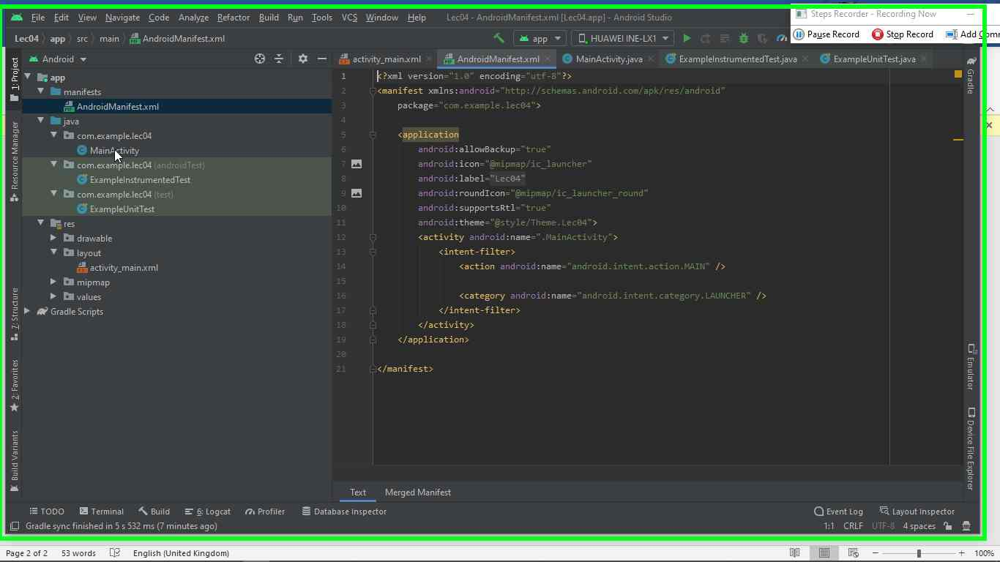 File Edit View Navigate Code Analyze Refactor Build Run Tools VCS Window Help Lec04 - AndroidManifest.xml [Lec04.app] - Android Studio
Steps Recorder - Recording Now
Pause Record Stop Record Add Comm
Lec04 app src main AndroidManifest.xml app HUAWEI INE-LX1
Android
activity_main.xml AndroidManifest.xml MainActivity.java ExampleInstrumentedTest.java ExampleUnitTest.java
1: Project
Resource Manager
7: Structure
2: Favorites
Build Variants
app
manifests
AndroidManifest.xml
java
com.example.lec04
MainActivity
com.example.lec04 (androidTest)
ExampleInstrumentedTest
com.example.lec04 (test)
ExampleUnitTest
res
drawable
layout
activity_main.xml
mipmap
values
Gradle Scripts
1 <?xml version="1.0" encoding="utf-8"?>
2 <manifest xmlns:android="http://schemas.android.com/apk/res/android"
3 package="com.example.lec04">
4
5 <application
6 android:allowBackup="true"
7 android:icon="@mipmap/ic_launcher"
8 android:label="Lec04"
9 android:roundIcon="@mipmap/ic_launcher_round"
10 android:supportsRtl="true"
11 android:theme="@style/Theme.Lec04">
12 <activity android:name=".MainActivity">
13 <intent-filter>
14 <action android:name="android.intent.action.MAIN" />
15
16 <category android:name="android.intent.category.LAUNCHER" />
17 </intent-filter>
18 </activity>
19 </application>
20
21 </manifest>
Gradle
Emulator
Device File Explorer
Text Merged Manifest
TODO Terminal Build 6: Logcat Profiler Database Inspector Event Log Layout Inspector
Gradle sync finished in 5 s 532 ms (7 minutes ago) 1:1 CRLF UTF-8 4 spaces
Page 2 of 2 53 words English (United Kingdom) 100%